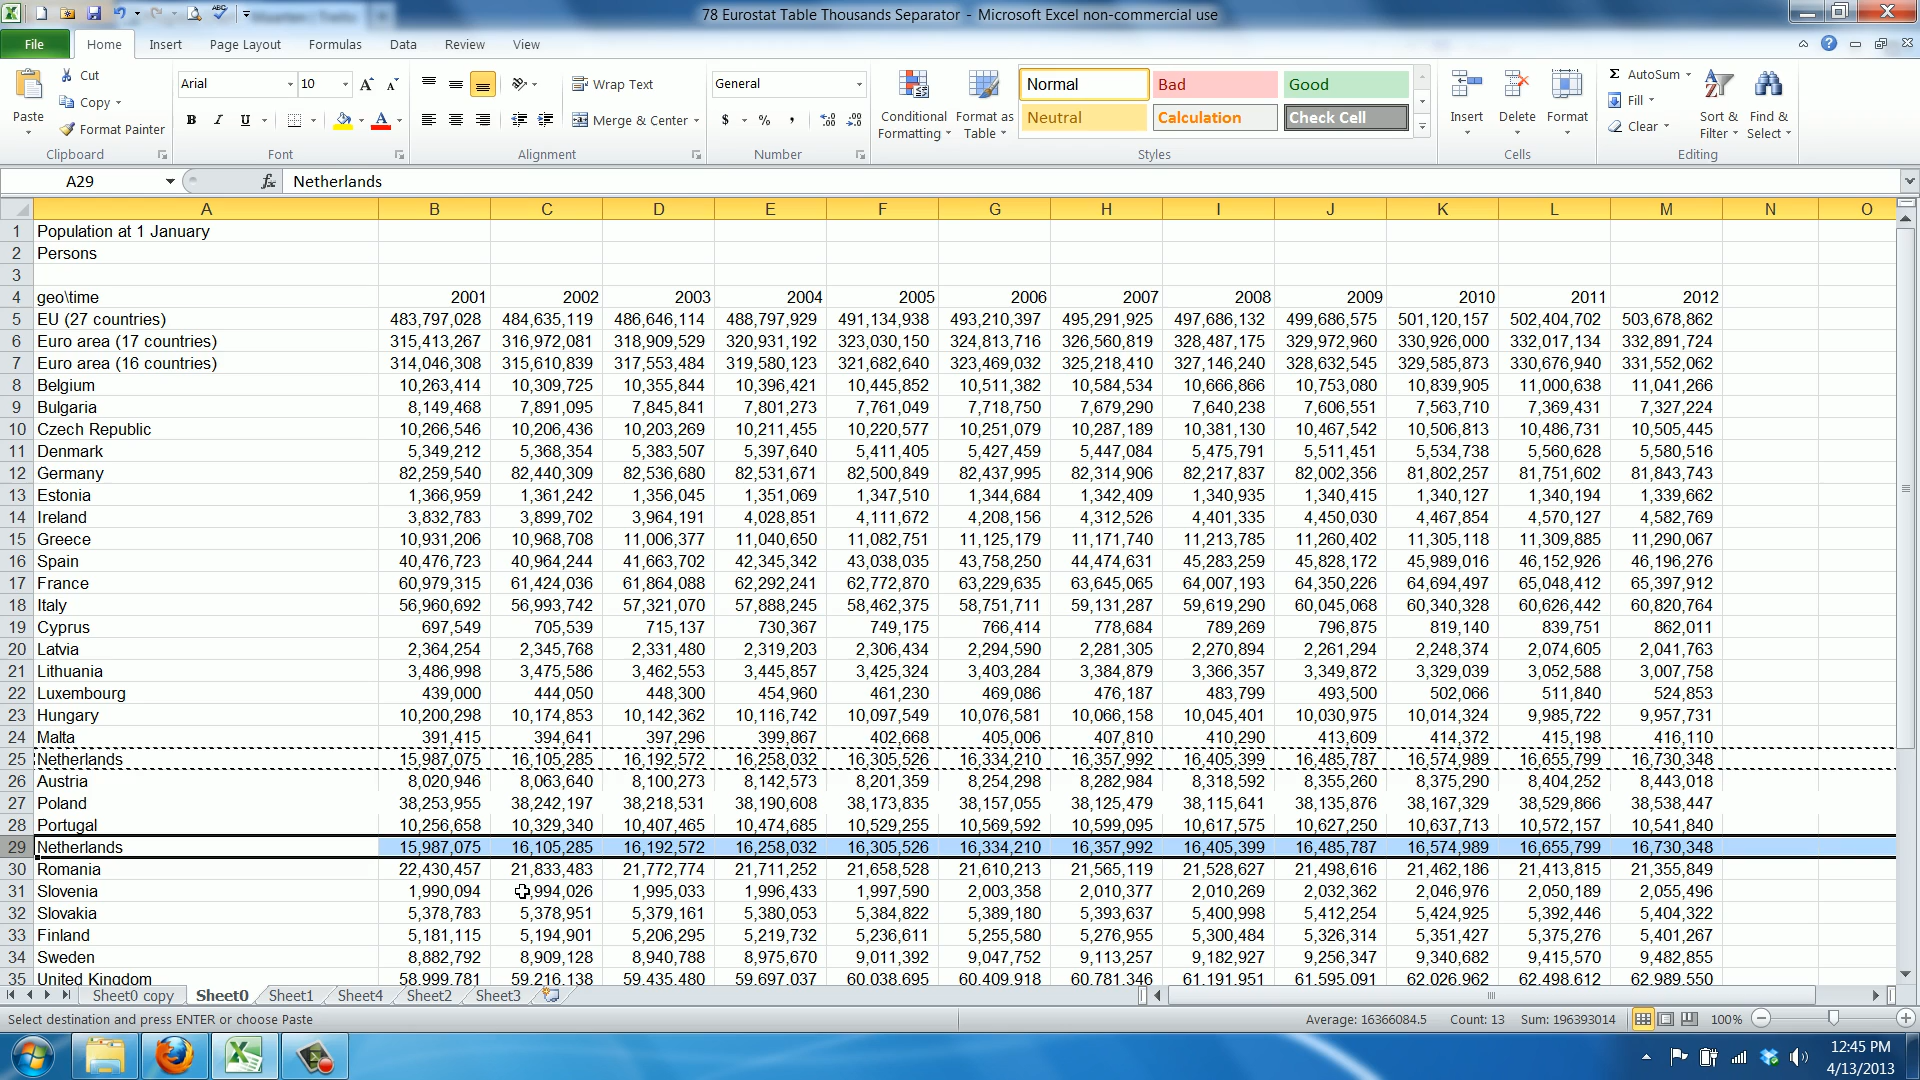 78 Eurostat Table Thousands Separator - Microsoft Excel non-commercial use
File Home Insert Page Layout Formulas Data Review View
Paste Cut Copy Format Painter Clipboard
Arial 10 B I U Font
Wrap Text Merge & Center Alignment
General $ % , Number
Conditional Formatting Format as Table Normal Bad Good Neutral Calculation Check Cell Styles
Insert Delete Format Cells
Σ AutoSum Fill Clear Sort & Filter Find & Select Editing
A29 fx Netherlands
A B C D E F G H I J K L M N O
1 Population at 1 January
2 Persons
3
4 geo\time 2001 2002 2003 2004 2005 2006 2007 2008 2009 2010 2011 2012
5 EU (27 countries) 483,797,028 484,635,119 486,646,114 488,797,929 491,134,938 493,210,397 495,291,925 497,686,132 499,686,575 501,120,157 502,404,702 503,678,862
6 Euro area (17 countries) 315,413,267 316,972,081 318,909,529 320,931,192 323,030,150 324,813,716 326,560,819 328,487,175 329,972,960 330,926,000 332,017,134 332,891,724
7 Euro area (16 countries) 314,046,308 315,610,839 317,553,484 319,580,123 321,682,640 323,469,032 325,218,410 327,146,240 328,632,545 329,585,873 330,676,940 331,552,062
8 Belgium 10,263,414 10,309,725 10,355,844 10,396,421 10,445,852 10,511,382 10,584,534 10,666,866 10,753,080 10,839,905 11,000,638 11,041,266
9 Bulgaria 8,149,468 7,891,095 7,845,841 7,801,273 7,761,049 7,718,750 7,679,290 7,640,238 7,606,551 7,563,710 7,369,431 7,327,224
10 Czech Republic 10,266,546 10,206,436 10,203,269 10,211,455 10,220,577 10,251,079 10,287,189 10,381,130 10,467,542 10,506,813 10,486,731 10,505,445
11 Denmark 5,349,212 5,368,354 5,383,507 5,397,640 5,411,405 5,427,459 5,447,084 5,475,791 5,511,451 5,534,738 5,560,628 5,580,516
12 Germany 82,259,540 82,440,309 82,536,680 82,531,671 82,500,849 82,437,995 82,314,906 82,217,837 82,002,356 81,802,257 81,751,602 81,843,743
13 Estonia 1,366,959 1,361,242 1,356,045 1,351,069 1,347,510 1,344,684 1,342,409 1,340,935 1,340,415 1,340,127 1,340,194 1,339,662
14 Ireland 3,832,783 3,899,702 3,964,191 4,028,851 4,111,672 4,208,156 4,312,526 4,401,335 4,450,030 4,467,854 4,570,127 4,582,769
15 Greece 10,931,206 10,968,708 11,006,377 11,040,650 11,082,751 11,125,179 11,171,740 11,213,785 11,260,402 11,305,118 11,309,885 11,290,067
16 Spain 40,476,723 40,964,244 41,663,702 42,345,342 43,038,035 43,758,250 44,474,631 45,283,259 45,828,172 45,989,016 46,152,926 46,196,276
17 France 60,979,315 61,424,036 61,864,088 62,292,241 62,772,870 63,229,635 63,645,065 64,007,193 64,350,226 64,694,497 65,048,412 65,397,912
18 Italy 56,960,692 56,993,742 57,321,070 57,888,245 58,462,375 58,751,711 59,131,287 59,619,290 60,045,068 60,340,328 60,626,442 60,820,764
19 Cyprus 697,549 705,539 715,137 730,367 749,175 766,414 778,684 789,269 796,875 819,140 839,751 862,011
20 Latvia 2,364,254 2,345,768 2,331,480 2,319,203 2,306,434 2,294,590 2,281,305 2,270,894 2,261,294 2,248,374 2,074,605 2,041,763
21 Lithuania 3,486,998 3,475,586 3,462,553 3,445,857 3,425,324 3,403,284 3,384,879 3,366,357 3,349,872 3,329,039 3,052,588 3,007,758
22 Luxembourg 439,000 444,050 448,300 454,960 461,230 469,086 476,187 483,799 493,500 502,066 511,840 524,853
23 Hungary 10,200,298 10,174,853 10,142,362 10,116,742 10,097,549 10,076,581 10,066,158 10,045,401 10,030,975 10,014,324 9,985,722 9,957,731
24 Malta 391,415 394,641 397,296 399,867 402,668 405,006 407,810 410,290 413,609 414,372 415,198 416,110
25 Netherlands 15,987,075 16,105,285 16,192,572 16,258,032 16,305,526 16,334,210 16,357,992 16,405,399 16,485,787 16,574,989 16,655,799 16,730,348
26 Austria 8,020,946 8,063,640 8,100,273 8,142,573 8,201,359 8,254,298 8,282,984 8,318,592 8,355,260 8,375,290 8,404,252 8,443,018
27 Poland 38,253,955 38,242,197 38,218,531 38,190,608 38,173,835 38,157,055 38,125,479 38,115,641 38,135,876 38,167,329 38,529,866 38,538,447
28 Portugal 10,256,658 10,329,340 10,407,465 10,474,685 10,529,255 10,569,592 10,599,095 10,617,575 10,627,250 10,637,713 10,572,157 10,541,840
29 Netherlands 15,987,075 16,105,285 16,192,572 16,258,032 16,305,526 16,334,210 16,357,992 16,405,399 16,485,787 16,574,989 16,655,799 16,730,348
30 Romania 22,430,457 21,833,483 21,772,774 21,711,252 21,658,528 21,610,213 21,565,119 21,528,627 21,498,616 21,462,186 21,413,815 21,355,849
31 Slovenia 1,990,094 ,994,026 1,995,033 1,996,433 1,997,590 2,003,358 2,010,377 2,010,269 2,032,362 2,046,976 2,050,189 2,055,496
32 Slovakia 5,378,783 5,378,951 5,379,161 5,380,053 5,384,822 5,389,180 5,393,637 5,400,998 5,412,254 5,424,925 5,392,446 5,404,322
33 Finland 5,181,115 5,194,901 5,206,295 5,219,732 5,236,611 5,255,580 5,276,955 5,300,484 5,326,314 5,351,427 5,375,276 5,401,267
34 Sweden 8,882,792 8,909,128 8,940,788 8,975,670 9,011,392 9,047,752 9,113,257 9,182,927 9,256,347 9,340,682 9,415,570 9,482,855
35 United Kingdom 58,999,781 59,216,138 59,435,480 59,697,037 60,038,695 60,409,918 60,781,346 61,191,951 61,595,091 62,026,962 62,498,612 62,989,550
Sheet0 copy Sheet0 Sheet1 Sheet4 Sheet2 Sheet3
Select destination and press ENTER or choose Paste Average: 16366084.5 Count: 13 Sum: 196393014 100%
12:45 PM
4/13/2013